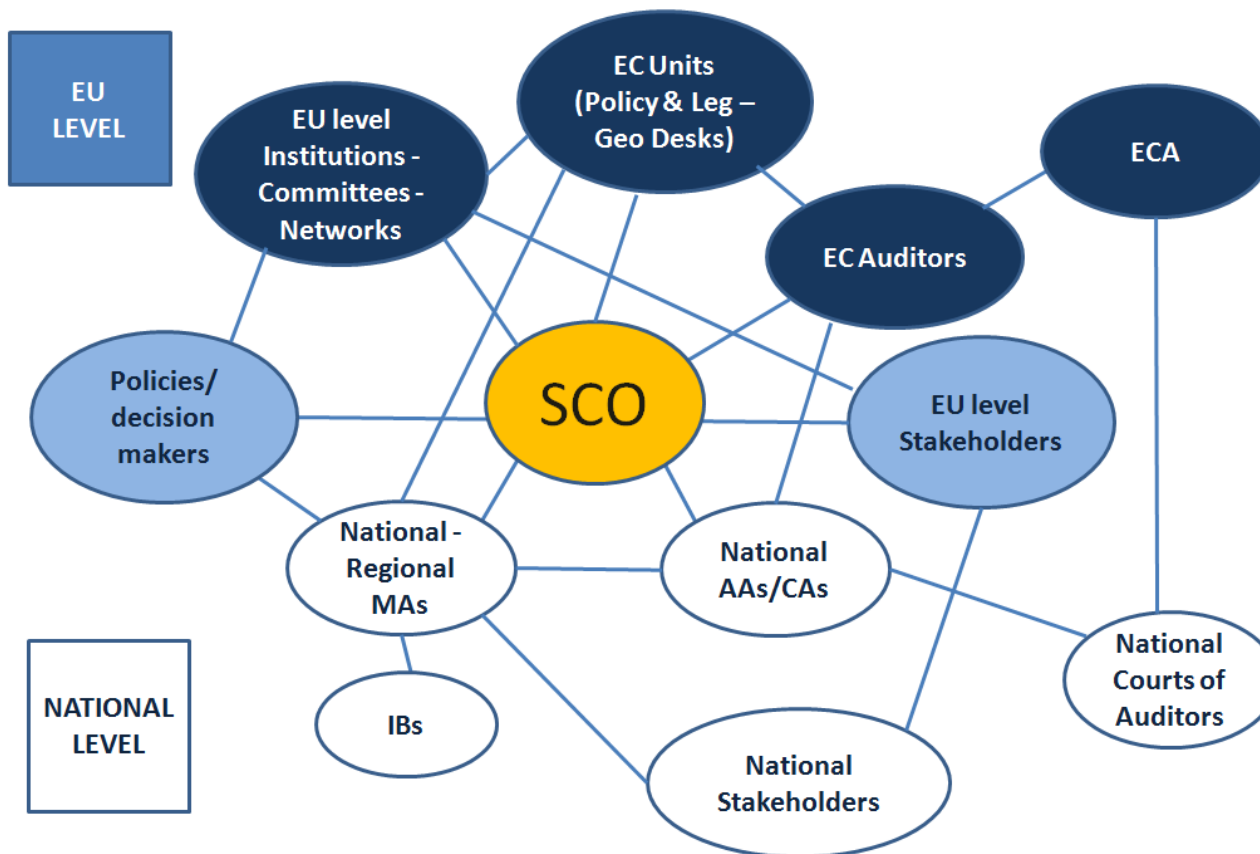 EU
LEVEL
EC Units
(Policy & Leg –
Geo Desks)
EU level
Institutions -
Committees -
Networks
ECA
EC Auditors
SCO
Policies/
decision
makers
EU level
Stakeholders
National -
Regional
MAs
National
AAs/CAs
National
Courts of
Auditors
NATIONAL
LEVEL
IBs
National
Stakeholders